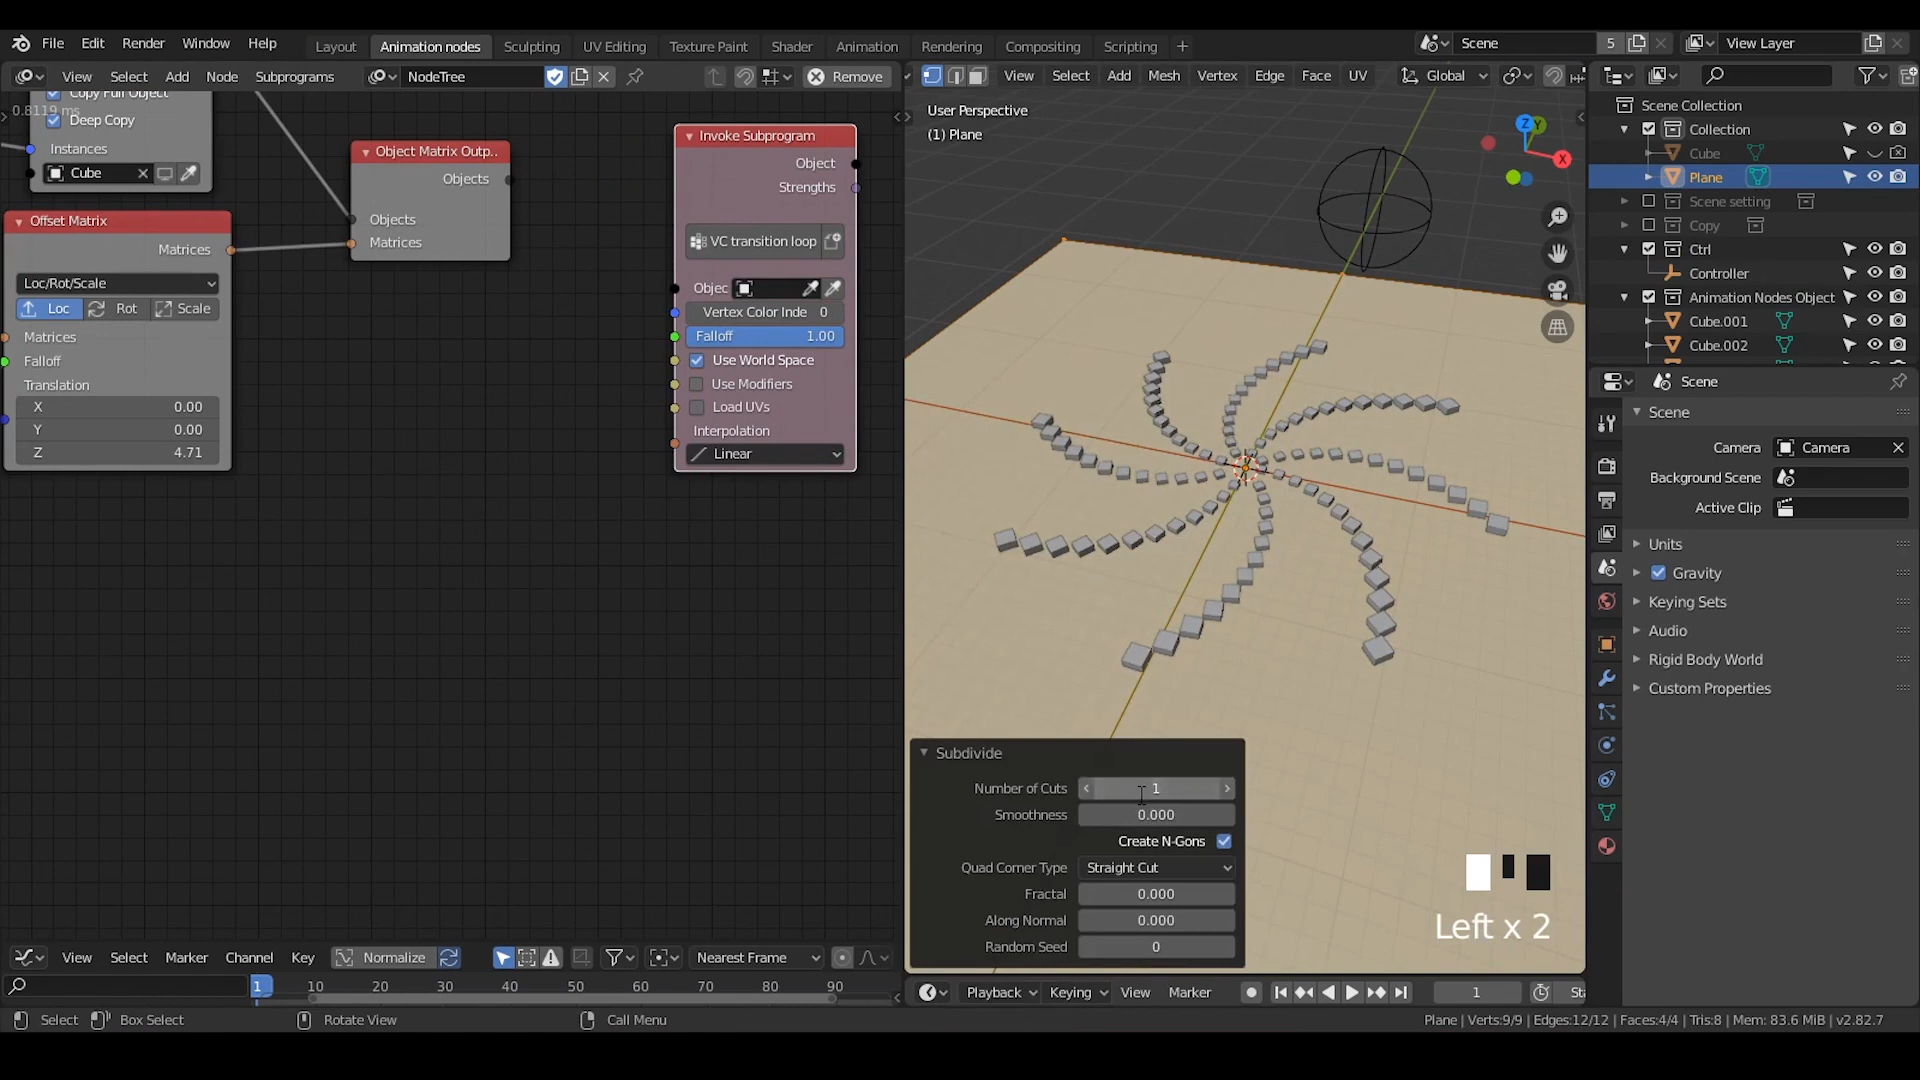 File Edit Render Window Help
Layout Animation nodes Sculpting UV Editing Texture Paint Shader Animation Rendering Compositing Scripting
Scene 5
View Layer
View Select Add Node Subprograms
NodeTree
Remove
View Select Add Mesh Vertex Edge Face UV
Global
0.8119 ms
Copy Full Object
Deep Copy
Instances
Cube
Offset Matrix
Matrices
Loc/Rot/Scale
Loc Rot Scale
Matrices
Falloff
Translation
X 0.00
Y 0.00
Z 4.71
Object Matrix Outp..
Objects
Objects
Matrices
Invoke Subprogram
Object
Strengths
VC transition loop
Objec
Vertex Color Inde 0
Falloff 1.00
Use World Space
Use Modifiers
Load UVs
Interpolation
Linear
User Perspective
(1) Plane
Z Y X
Subdivide
Number of Cuts 1
Smoothness 0.000
Create N-Gons
Quad Corner Type Straight Cut
Fractal 0.000
Along Normal 0.000
Random Seed 0
Left x 2
Scene Collection
Collection
Cube
Plane
Scene setting
Copy
Ctrl
Controller
Animation Nodes Object
Cube.001
Cube.002
Scene
Scene
Camera Camera
Background Scene
Active Clip
Units
Gravity
Keying Sets
Audio
Rigid Body World
Custom Properties
View Select Marker Channel Key Normalize
Nearest Frame
1 10 20 30 40 50 60 70 80 90
Playback Keying View Marker
1
Sta
Select Box Select Rotate View Call Menu
Plane | Verts:9/9 | Edges:12/12 | Faces:4/4 | Tris:8 | Mem: 83.6 MiB | v2.82.7